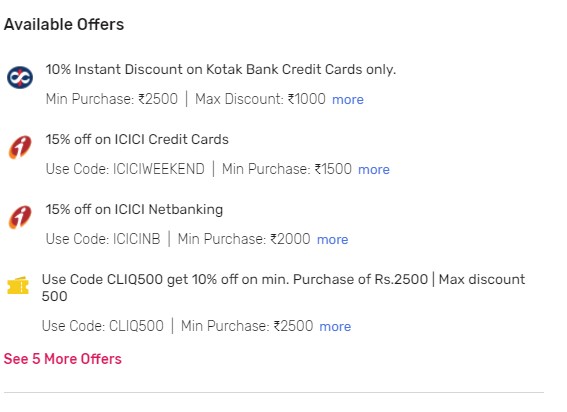 Available Offers
10% Instant Discount on Kotak Bank Credit Cards only.
Min Purchase: ₹2500 | Max Discount: ₹1000 more
15% off on ICICI Credit Cards
Use Code: ICICIWEEKEND | Min Purchase: ₹1500 more
15% off on ICICI Netbanking
Use Code: ICICINB | Min Purchase: ₹2000 more
Use Code CLIQ500 get 10% off on min. Purchase of Rs.2500 | Max discount
500
Use Code: CLIQ500 | Min Purchase: ₹2500 more
See 5 More Offers